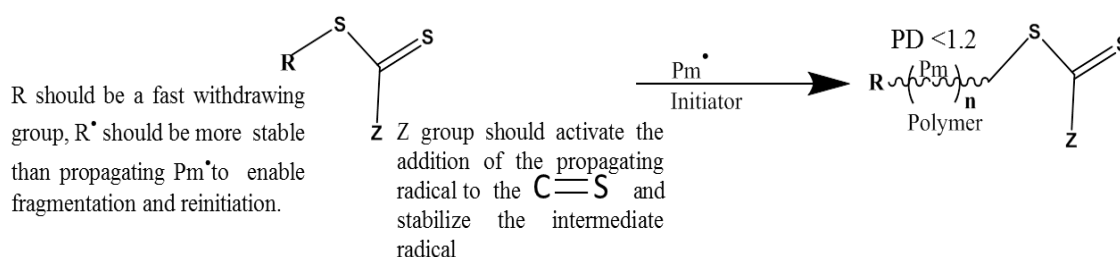 S
S
R
Z
R should be a fast withdrawing
group, R• should be more stable
than propagating Pm•to enable
fragmentation and reinitiation.
Z group should activate the
addition of the propagating
radical to the C=S and
stabilize the intermediate
radical
Pm•
Initiator
PD <1.2
R(Pm)n
Polymer
S
S
Z